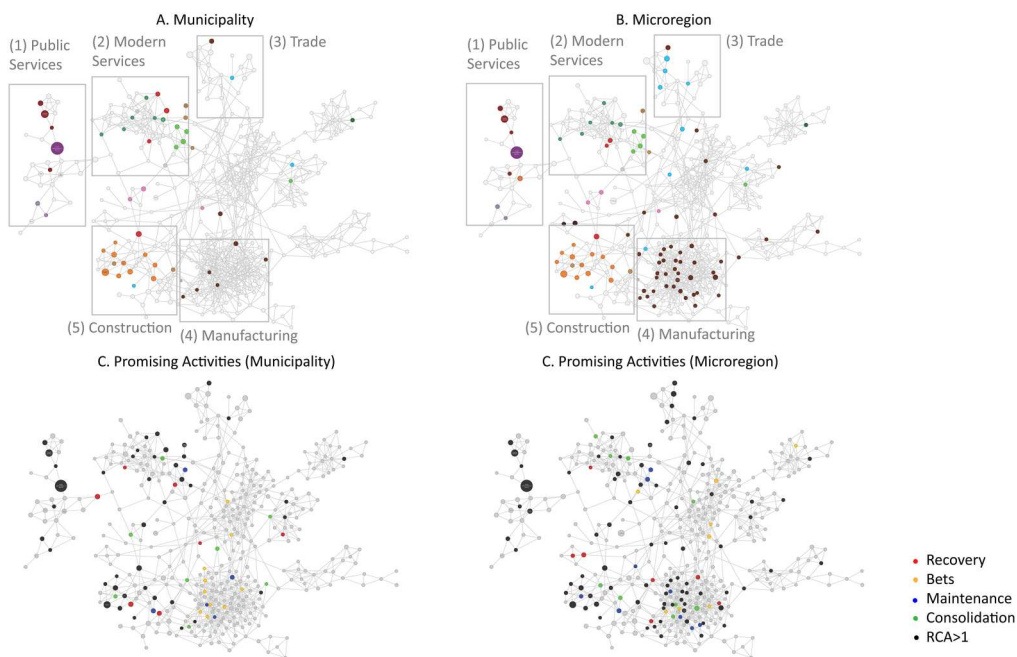 A. Municipality
B. Microregion
(1) Public
Services
(2) Modern
Services
(3) Trade
(1) Public
Services
(2) Modern
Services
(3) Trade
(5) Construction
(4) Manufacturing
(5) Construction
(4) Manufacturing
C. Promising Activities (Municipality)
C. Promising Activities (Microregion)
Recovery
Bets
Maintenance
Consolidation
RCA>1